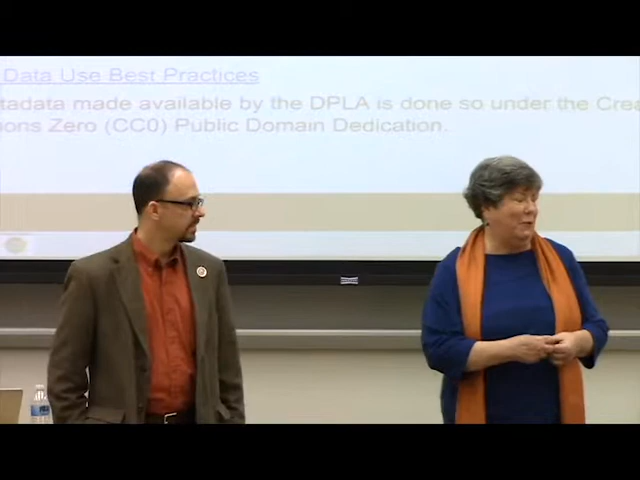 Data Use Best Practices
tadata made available by the DPLA is done so under the Crea
ons Zero (CC0) Public Domain Dedication.